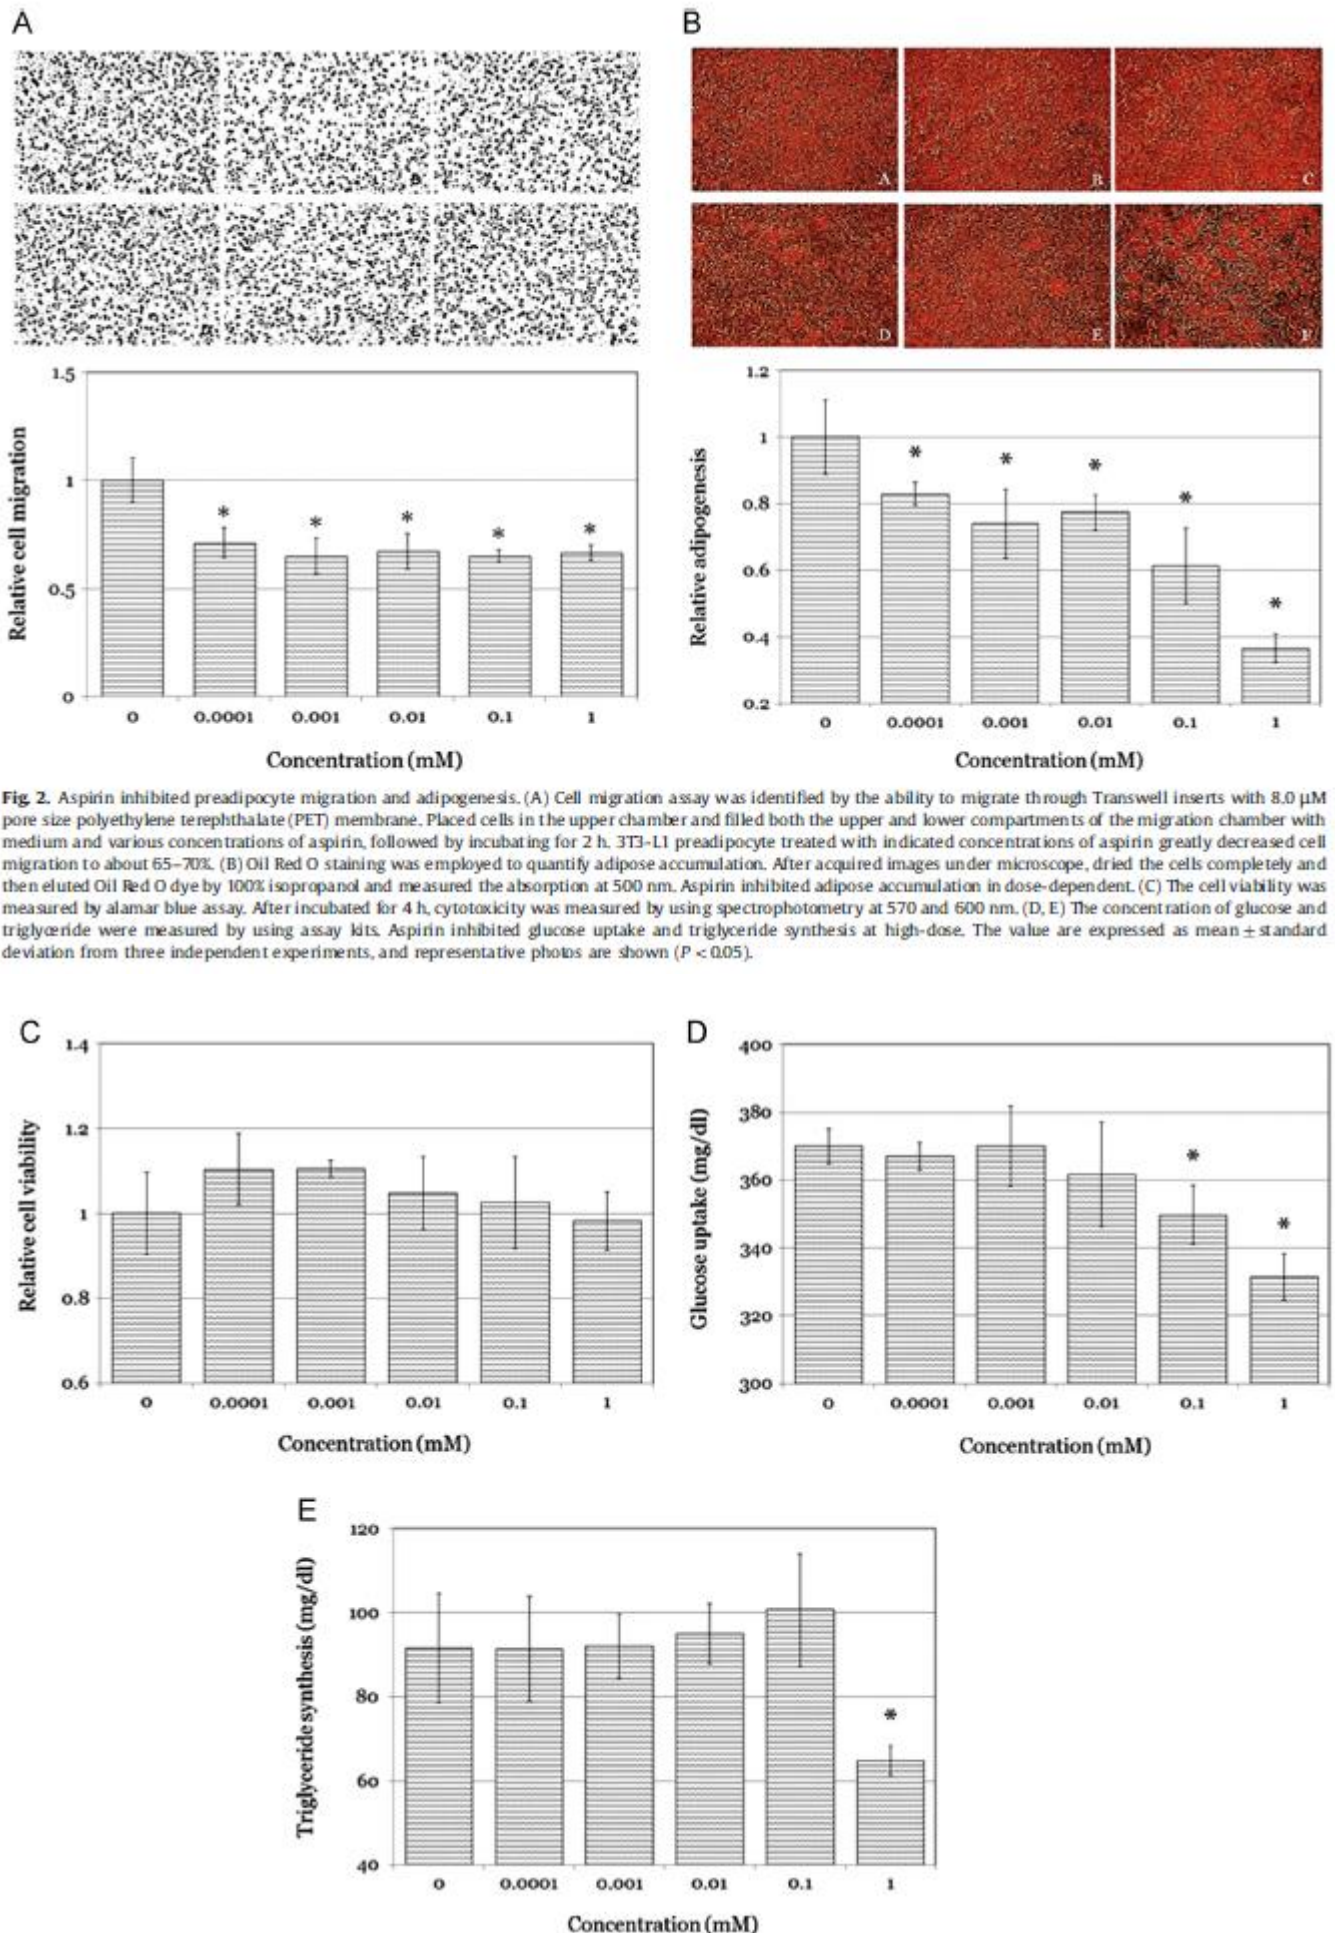 A
B
A
B
C
D
E
F
1.5
1
0.5
0
Relative cell migration
*
*
*
*
*
0
0.0001
0.001
0.01
0.1
1
Concentration (mM)
1.2
1
0.8
0.6
0.4
0.2
Relative adipogenesis
*
*
*
*
*
0
0.0001
0.001
0.01
0.1
1
Concentration (mM)
Fig. 2. Aspirin inhibited preadipocyte migration and adipogenesis. (A) Cell migration assay was identified by the ability to migrate through Transwell inserts with 8.0 μM
pore size polyethylene terephthalate (PET) membrane. Placed cells in the upper chamber and filled both the upper and lower compartments of the migration chamber with
medium and various concentrations of aspirin, followed by incubating for 2 h. 3T3-L1 preadipocyte treated with indicated concentrations of aspirin greatly decreased cell
migration to about 65–70%. (B) Oil Red O staining was employed to quantify adipose accumulation. After acquired images under microscope, dried the cells completely and
then eluted Oil Red O dye by 100% isopropanol and measured the absorption at 500 nm. Aspirin inhibited adipose accumulation in dose-dependent. (C) The cell viability was
measured by alamar blue assay. After incubated for 4 h, cytotoxicity was measured by using spectrophotometry at 570 and 600 nm. (D, E) The concentration of glucose and
triglyceride were measured by using assay kits. Aspirin inhibited glucose uptake and triglyceride synthesis at high-dose. The value are expressed as mean ± standard
deviation from three independent experiments, and representative photos are shown (P < 0.05).
C
1.4
1.2
1
0.8
0.6
Relative cell viability
0
0.0001
0.001
0.01
0.1
1
Concentration (mM)
D
400
380
360
340
320
300
Glucose uptake (mg/dl)
*
*
0
0.0001
0.001
0.01
0.1
1
Concentration (mM)
E
120
100
80
60
40
Triglyceride synthesis (mg/dl)
*
0
0.0001
0.001
0.01
0.1
1
Concentration (mM)